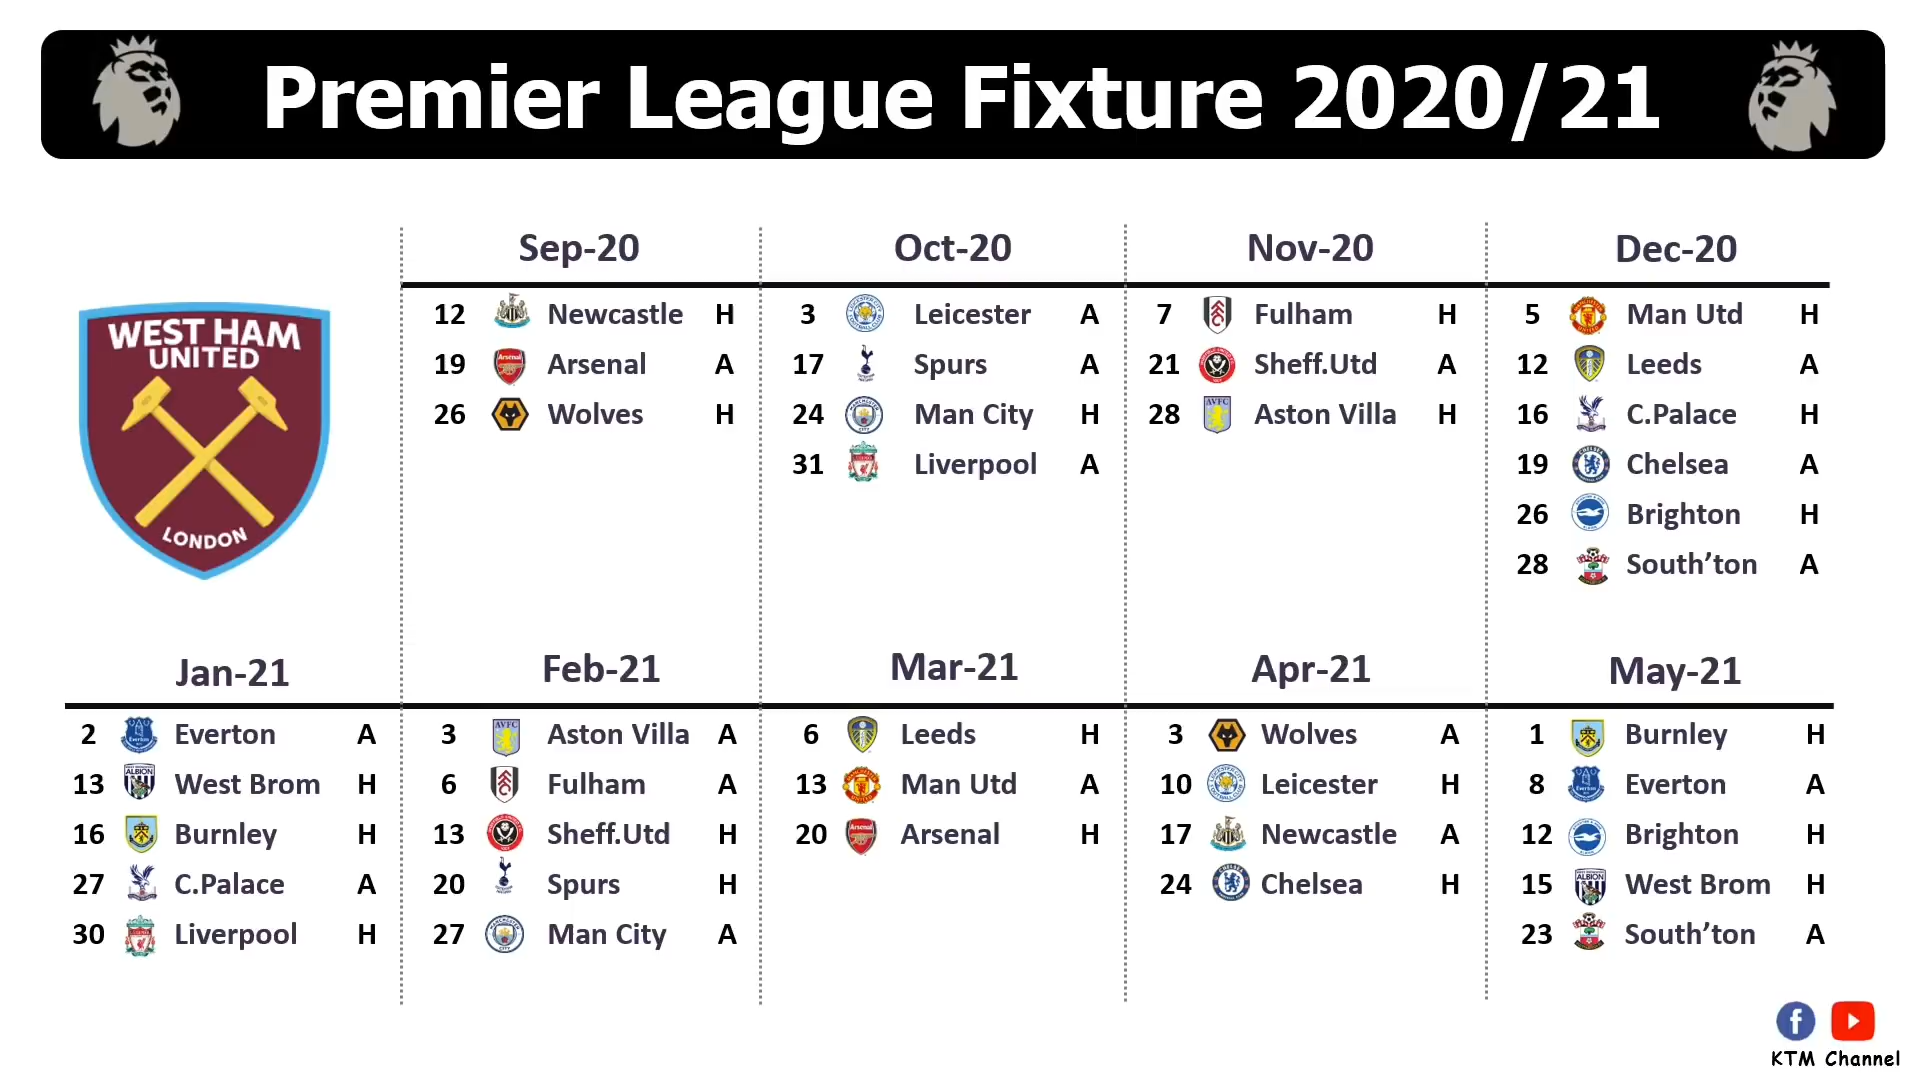 Premier League Fixture 2020/21
WEST HAM
UNITED
LONDON
Sep-20
12 Newcastle H
19 Arsenal A
26 Wolves H
Oct-20
3 Leicester A
17 Spurs A
24 Man City H
31 Liverpool A
Nov-20
7 Fulham H
21 Sheff.Utd A
28 Aston Villa H
Dec-20
5 Man Utd H
12 Leeds A
16 C.Palace H
19 Chelsea A
26 Brighton H
28 South’ton A
Jan-21
2 Everton A
13 West Brom H
16 Burnley H
27 C.Palace A
30 Liverpool H
Feb-21
3 Aston Villa A
6 Fulham A
13 Sheff.Utd H
20 Spurs H
27 Man City A
Mar-21
6 Leeds H
13 Man Utd A
20 Arsenal H
Apr-21
3 Wolves A
10 Leicester H
17 Newcastle A
24 Chelsea H
May-21
1 Burnley H
8 Everton A
12 Brighton H
15 West Brom H
23 South’ton A
KTM Channel